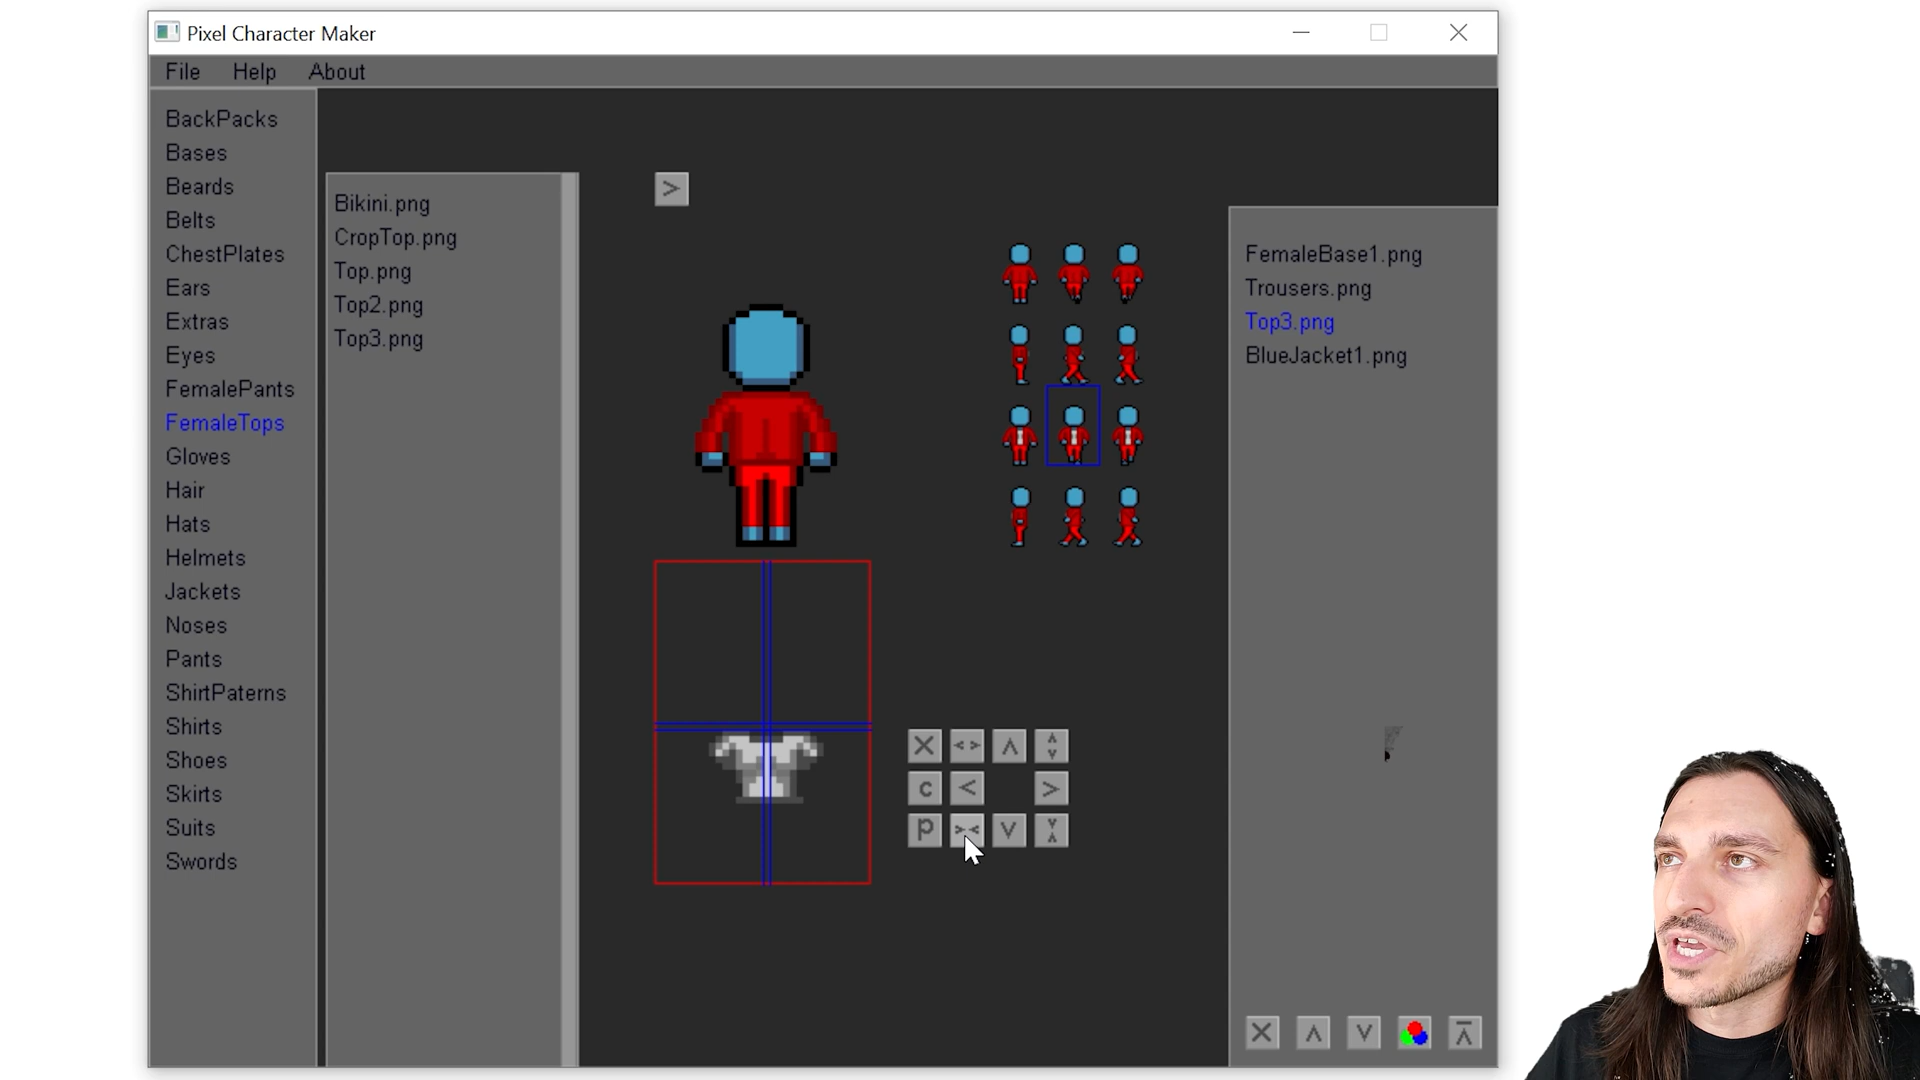 Pixel Character Maker
File Help About
BackPacks
Bases
Beards
Belts
ChestPlates
Ears
Extras
Eyes
FemalePants
FemaleTops
Gloves
Hair
Hats
Helmets
Jackets
Noses
Pants
ShirtPaterns
Shirts
Shoes
Skirts
Suits
Swords
Bikini.png
CropTop.png
Top.png
Top2.png
Top3.png
>
X <> ʌ
c < >
p >< v
FemaleBase1.png
Trousers.png
Top3.png
BlueJacket1.png
X ʌ v